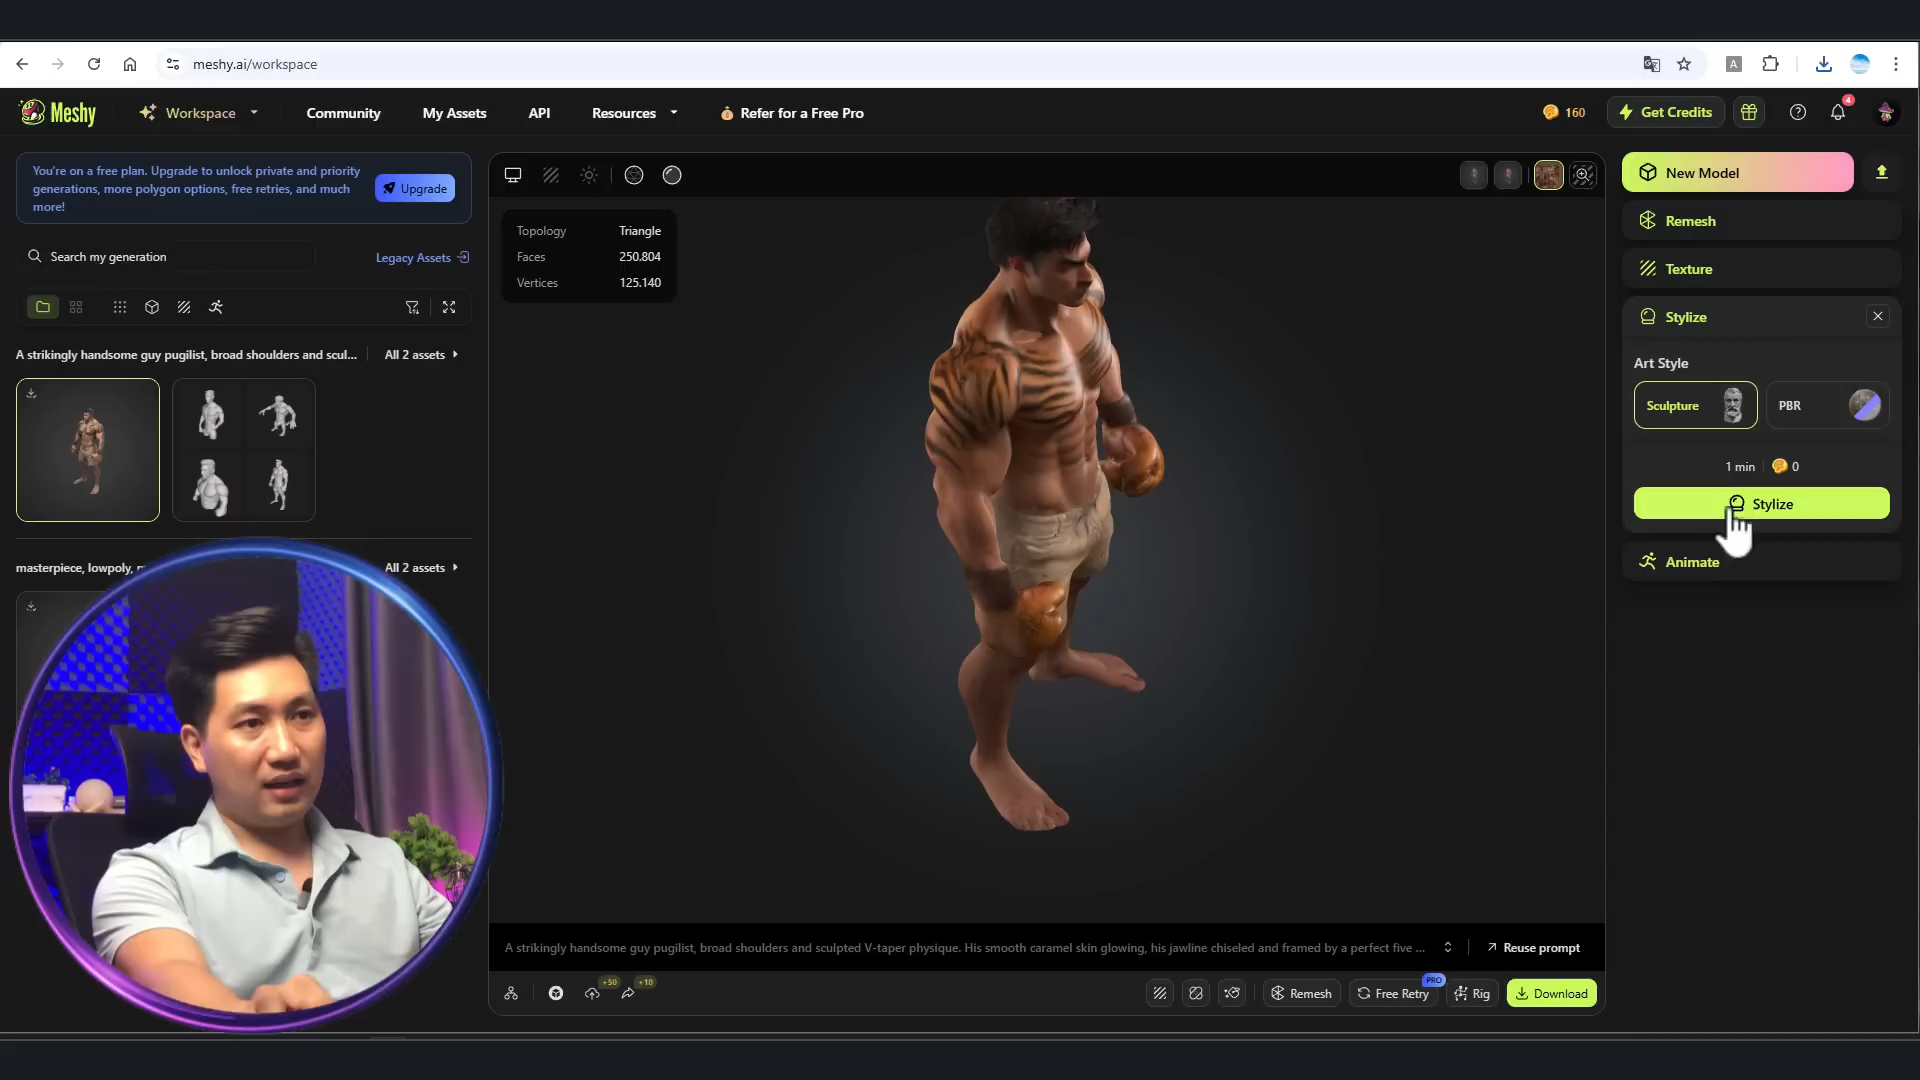 meshy.ai/workspace
Meshy
Workspace
Community
My Assets
API
Resources
Refer for a Free Pro
160
Get Credits
4
You're on a free plan. Upgrade to unlock private and priority
generations, more polygon options, free retries, and much
more!
Upgrade
Search my generation
Legacy Assets
A strikingly handsome guy pugilist, broad shoulders and scul...
All 2 assets
masterpiece, lowpoly,
All 2 assets
Topology Triangle
Faces 250.804
Vertices 125.140
New Model
Remesh
Texture
Stylize
Art Style
Sculpture
PBR
1 min
0
Stylize
Animate
A strikingly handsome guy pugilist, broad shoulders and sculpted V-taper physique. His smooth caramel skin glowing, his jawline chiseled and framed by a perfect five ...
Reuse prompt
+50
+10
Remesh
PRO
Free Retry
Rig
Download
A